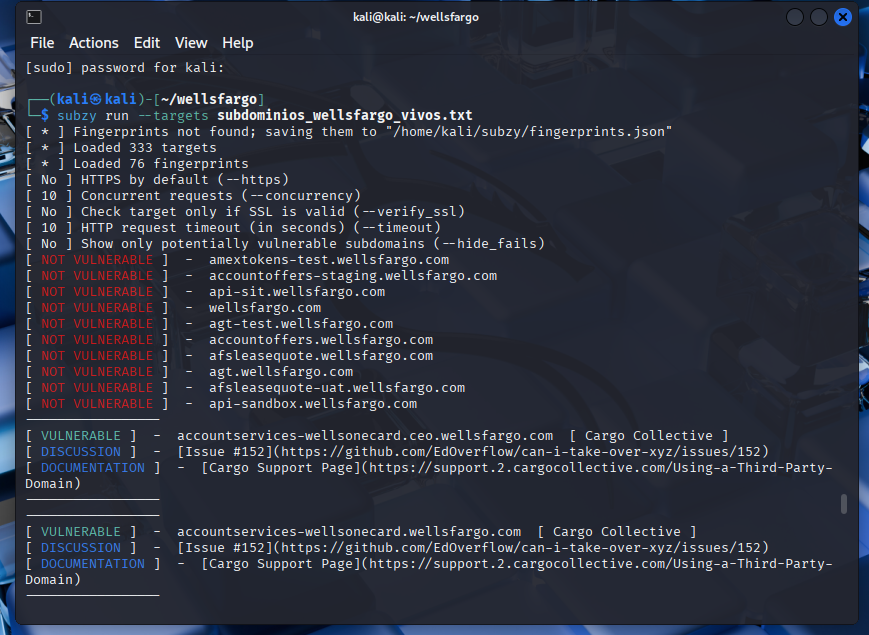 kali@kali: ~/wellsfargo
File Actions Edit View Help
[sudo] password for kali:
┌──(kali㉿kali)-[~/wellsfargo]
└─$ subzy run --targets subdominios_wellsfargo_vivos.txt
[ * ] Fingerprints not found; saving them to "/home/kali/subzy/fingerprints.json"
[ * ] Loaded 333 targets
[ * ] Loaded 76 fingerprints
[ No ] HTTPS by default (--https)
[ 10 ] Concurrent requests (--concurrency)
[ No ] Check target only if SSL is valid (--verify_ssl)
[ 10 ] HTTP request timeout (in seconds) (--timeout)
[ No ] Show only potentially vulnerable subdomains (--hide_fails)
[ NOT VULNERABLE ] - amextokens-test.wellsfargo.com
[ NOT VULNERABLE ] - accountoffers-staging.wellsfargo.com
[ NOT VULNERABLE ] - api-sit.wellsfargo.com
[ NOT VULNERABLE ] - wellsfargo.com
[ NOT VULNERABLE ] - agt-test.wellsfargo.com
[ NOT VULNERABLE ] - accountoffers.wellsfargo.com
[ NOT VULNERABLE ] - afsleasequote.wellsfargo.com
[ NOT VULNERABLE ] - agt.wellsfargo.com
[ NOT VULNERABLE ] - afsleasequote-uat.wellsfargo.com
[ NOT VULNERABLE ] - api-sandbox.wellsfargo.com
[ VULNERABLE ] - accountservices-wellsonecard.ceo.wellsfargo.com [ Cargo Collective ]
[ DISCUSSION ] - [Issue #152](https://github.com/EdOverflow/can-i-take-over-xyz/issues/152)
[ DOCUMENTATION ] - [Cargo Support Page](https://support.2.cargocollective.com/Using-a-Third-Party-
Domain)
[ VULNERABLE ] - accountservices-wellsonecard.wellsfargo.com [ Cargo Collective ]
[ DISCUSSION ] - [Issue #152](https://github.com/EdOverflow/can-i-take-over-xyz/issues/152)
[ DOCUMENTATION ] - [Cargo Support Page](https://support.2.cargocollective.com/Using-a-Third-Party-
Domain)